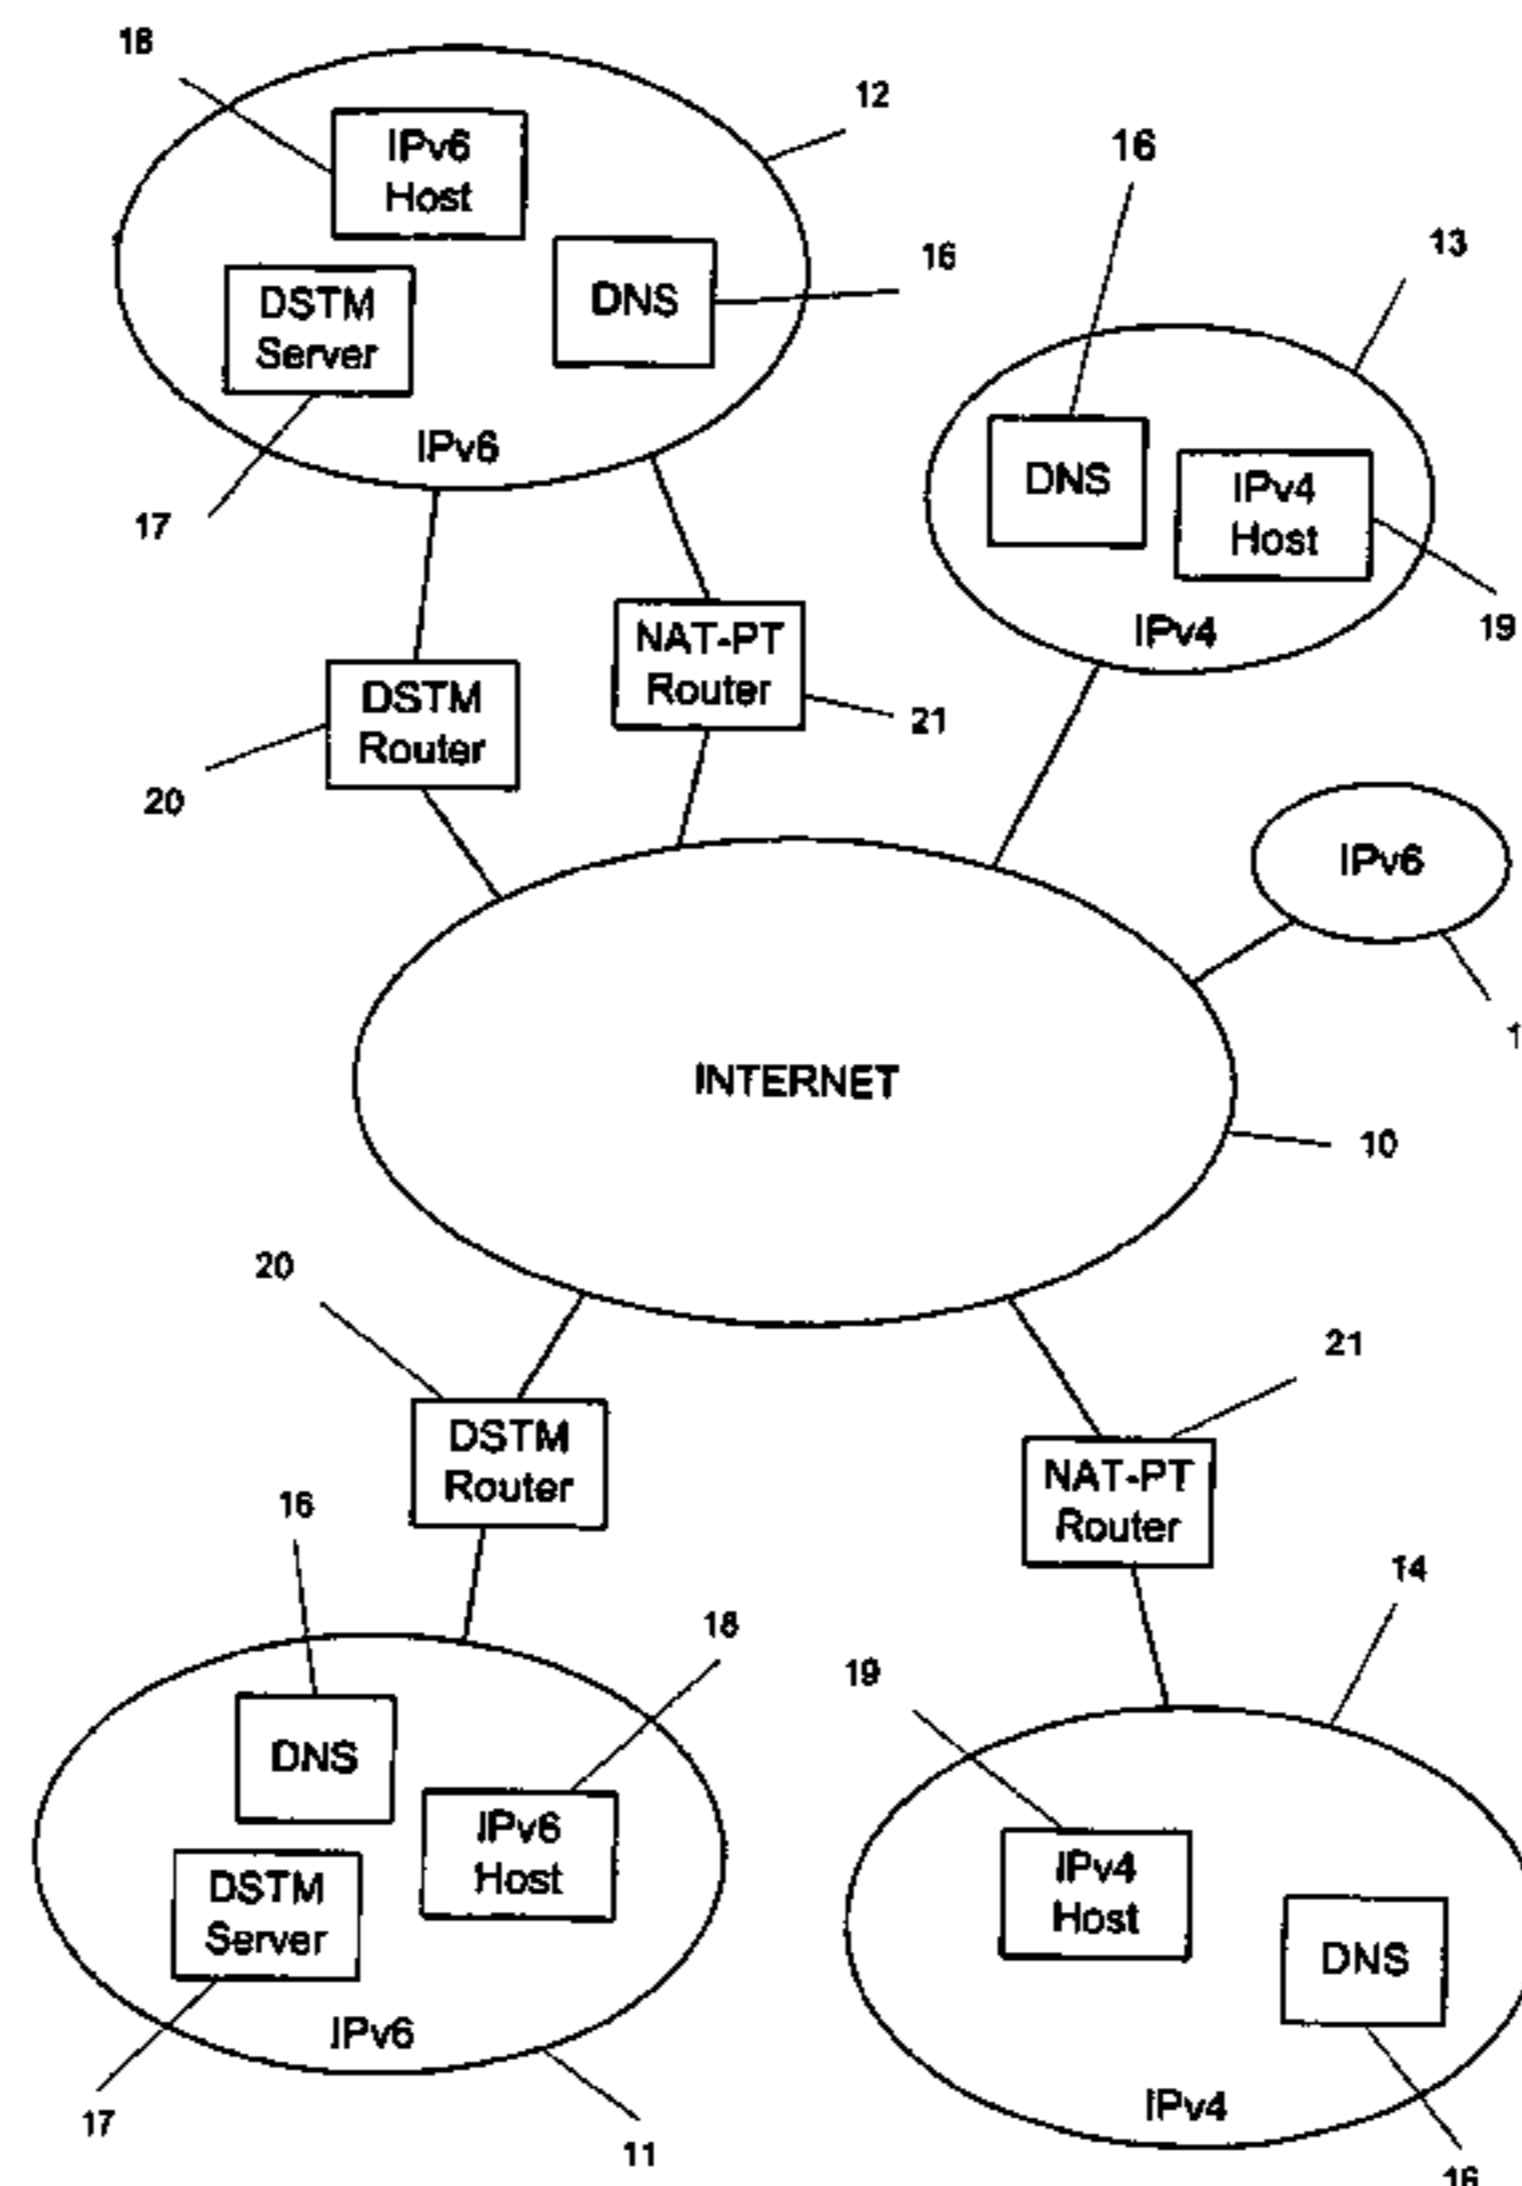 18
12
IPv6
Host
16
16
DNS
13
DSTM
Server
IPv6
DNS
IPv4
Host
17
NAT-PT
Router
IPv4
19
DSTM
Router
21
20
IPv6
1
INTERNET
10
20
21
DSTM
Router
NAT-PT
Router
16
14
18
19
DNS
IPv6
Host
IPv4
Host
DSTM
Server
DNS
IPv6
IPv4
17
11
16